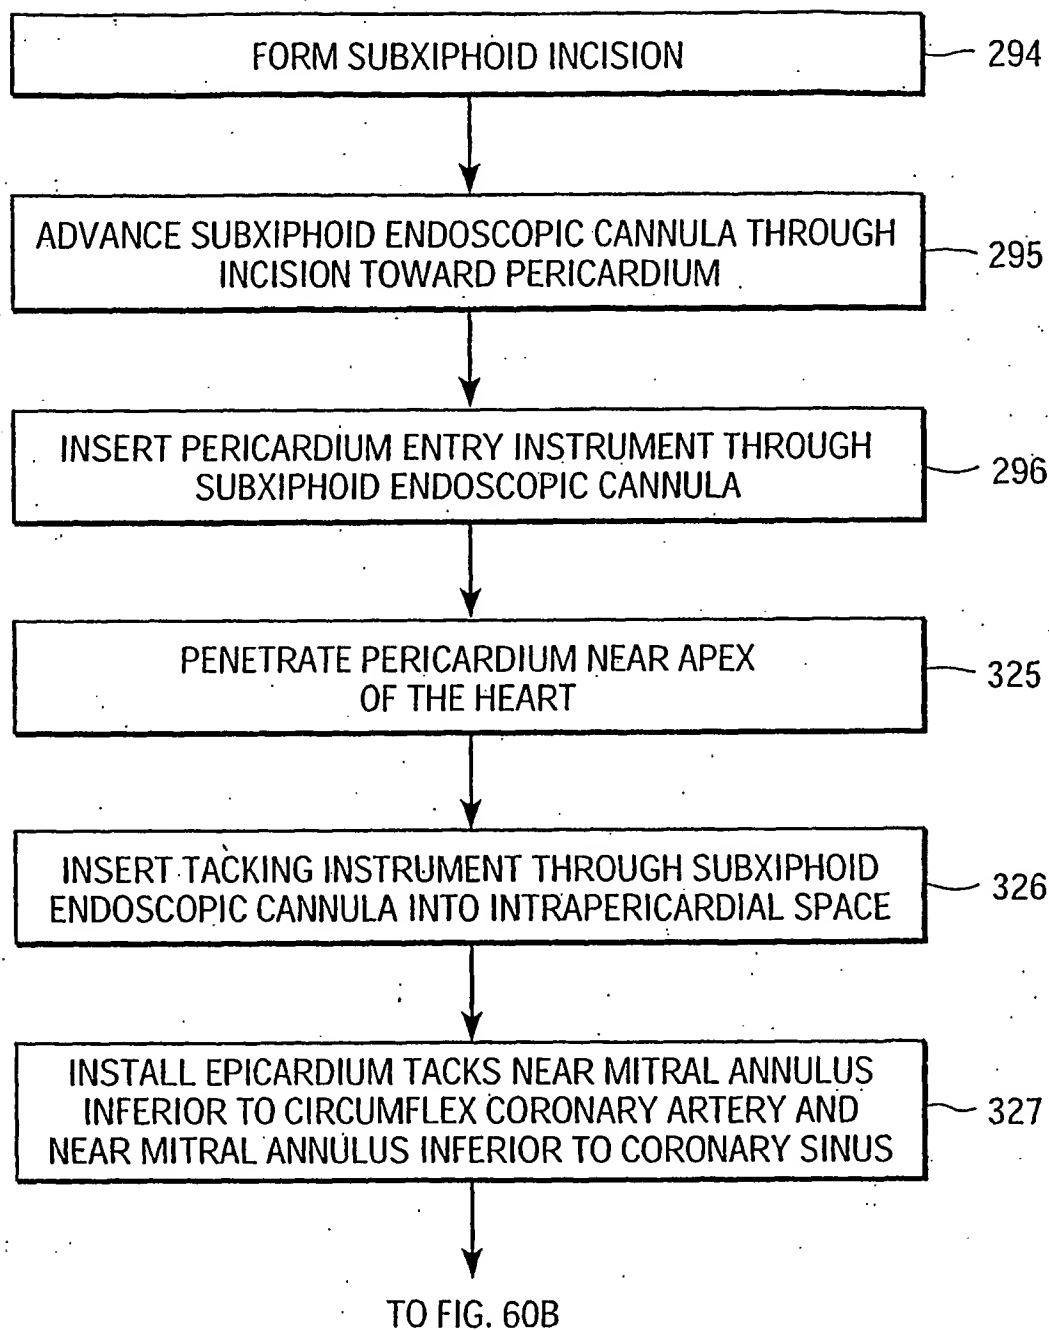 FORM SUBXIPHOID INCISION
294
ADVANCE SUBXIPHOID ENDOSCOPIC CANNULA THROUGH
INCISION TOWARD PERICARDIUM
295
INSERT PERICARDIUM ENTRY INSTRUMENT THROUGH
SUBXIPHOID ENDOSCOPIC CANNULA
296
PENETRATE PERICARDIUM NEAR APEX
OF THE HEART
325
INSERT TACKING INSTRUMENT THROUGH SUBXIPHOID
ENDOSCOPIC CANNULA INTO INTRAPERICARDIAL SPACE
326
INSTALL EPICARDIUM TACKS NEAR MITRAL ANNULUS
INFERIOR TO CIRCUMFLEX CORONARY ARTERY AND
NEAR MITRAL ANNULUS INFERIOR TO CORONARY SINUS
327
TO FIG. 60B